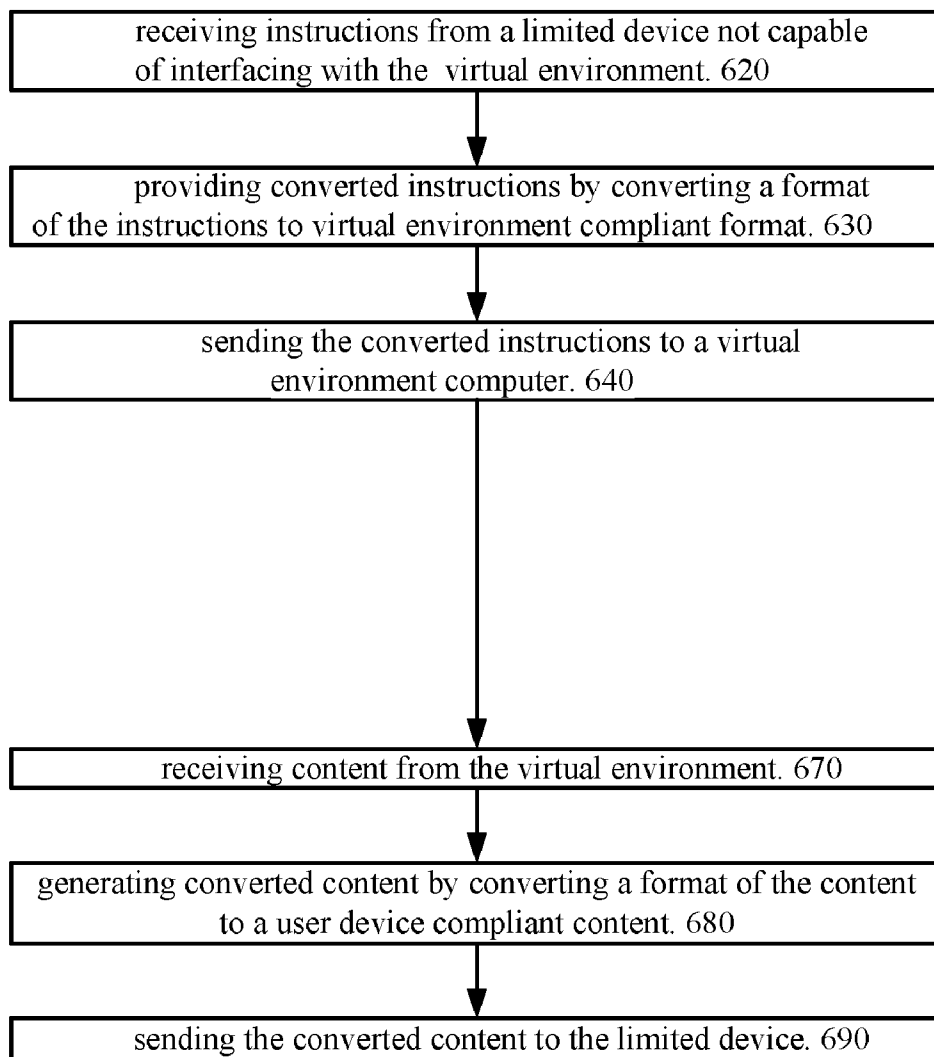 receiving instructions from a limited device not capable
of interfacing with the virtual environment. 620
providing converted instructions by converting a format
of the instructions to virtual environment compliant format. 630
sending the converted instructions to a virtual
environment computer. 640
receiving content from the virtual environment. 670
generating converted content by converting a format of the content
to a user device compliant content. 680
sending the converted content to the limited device. 690